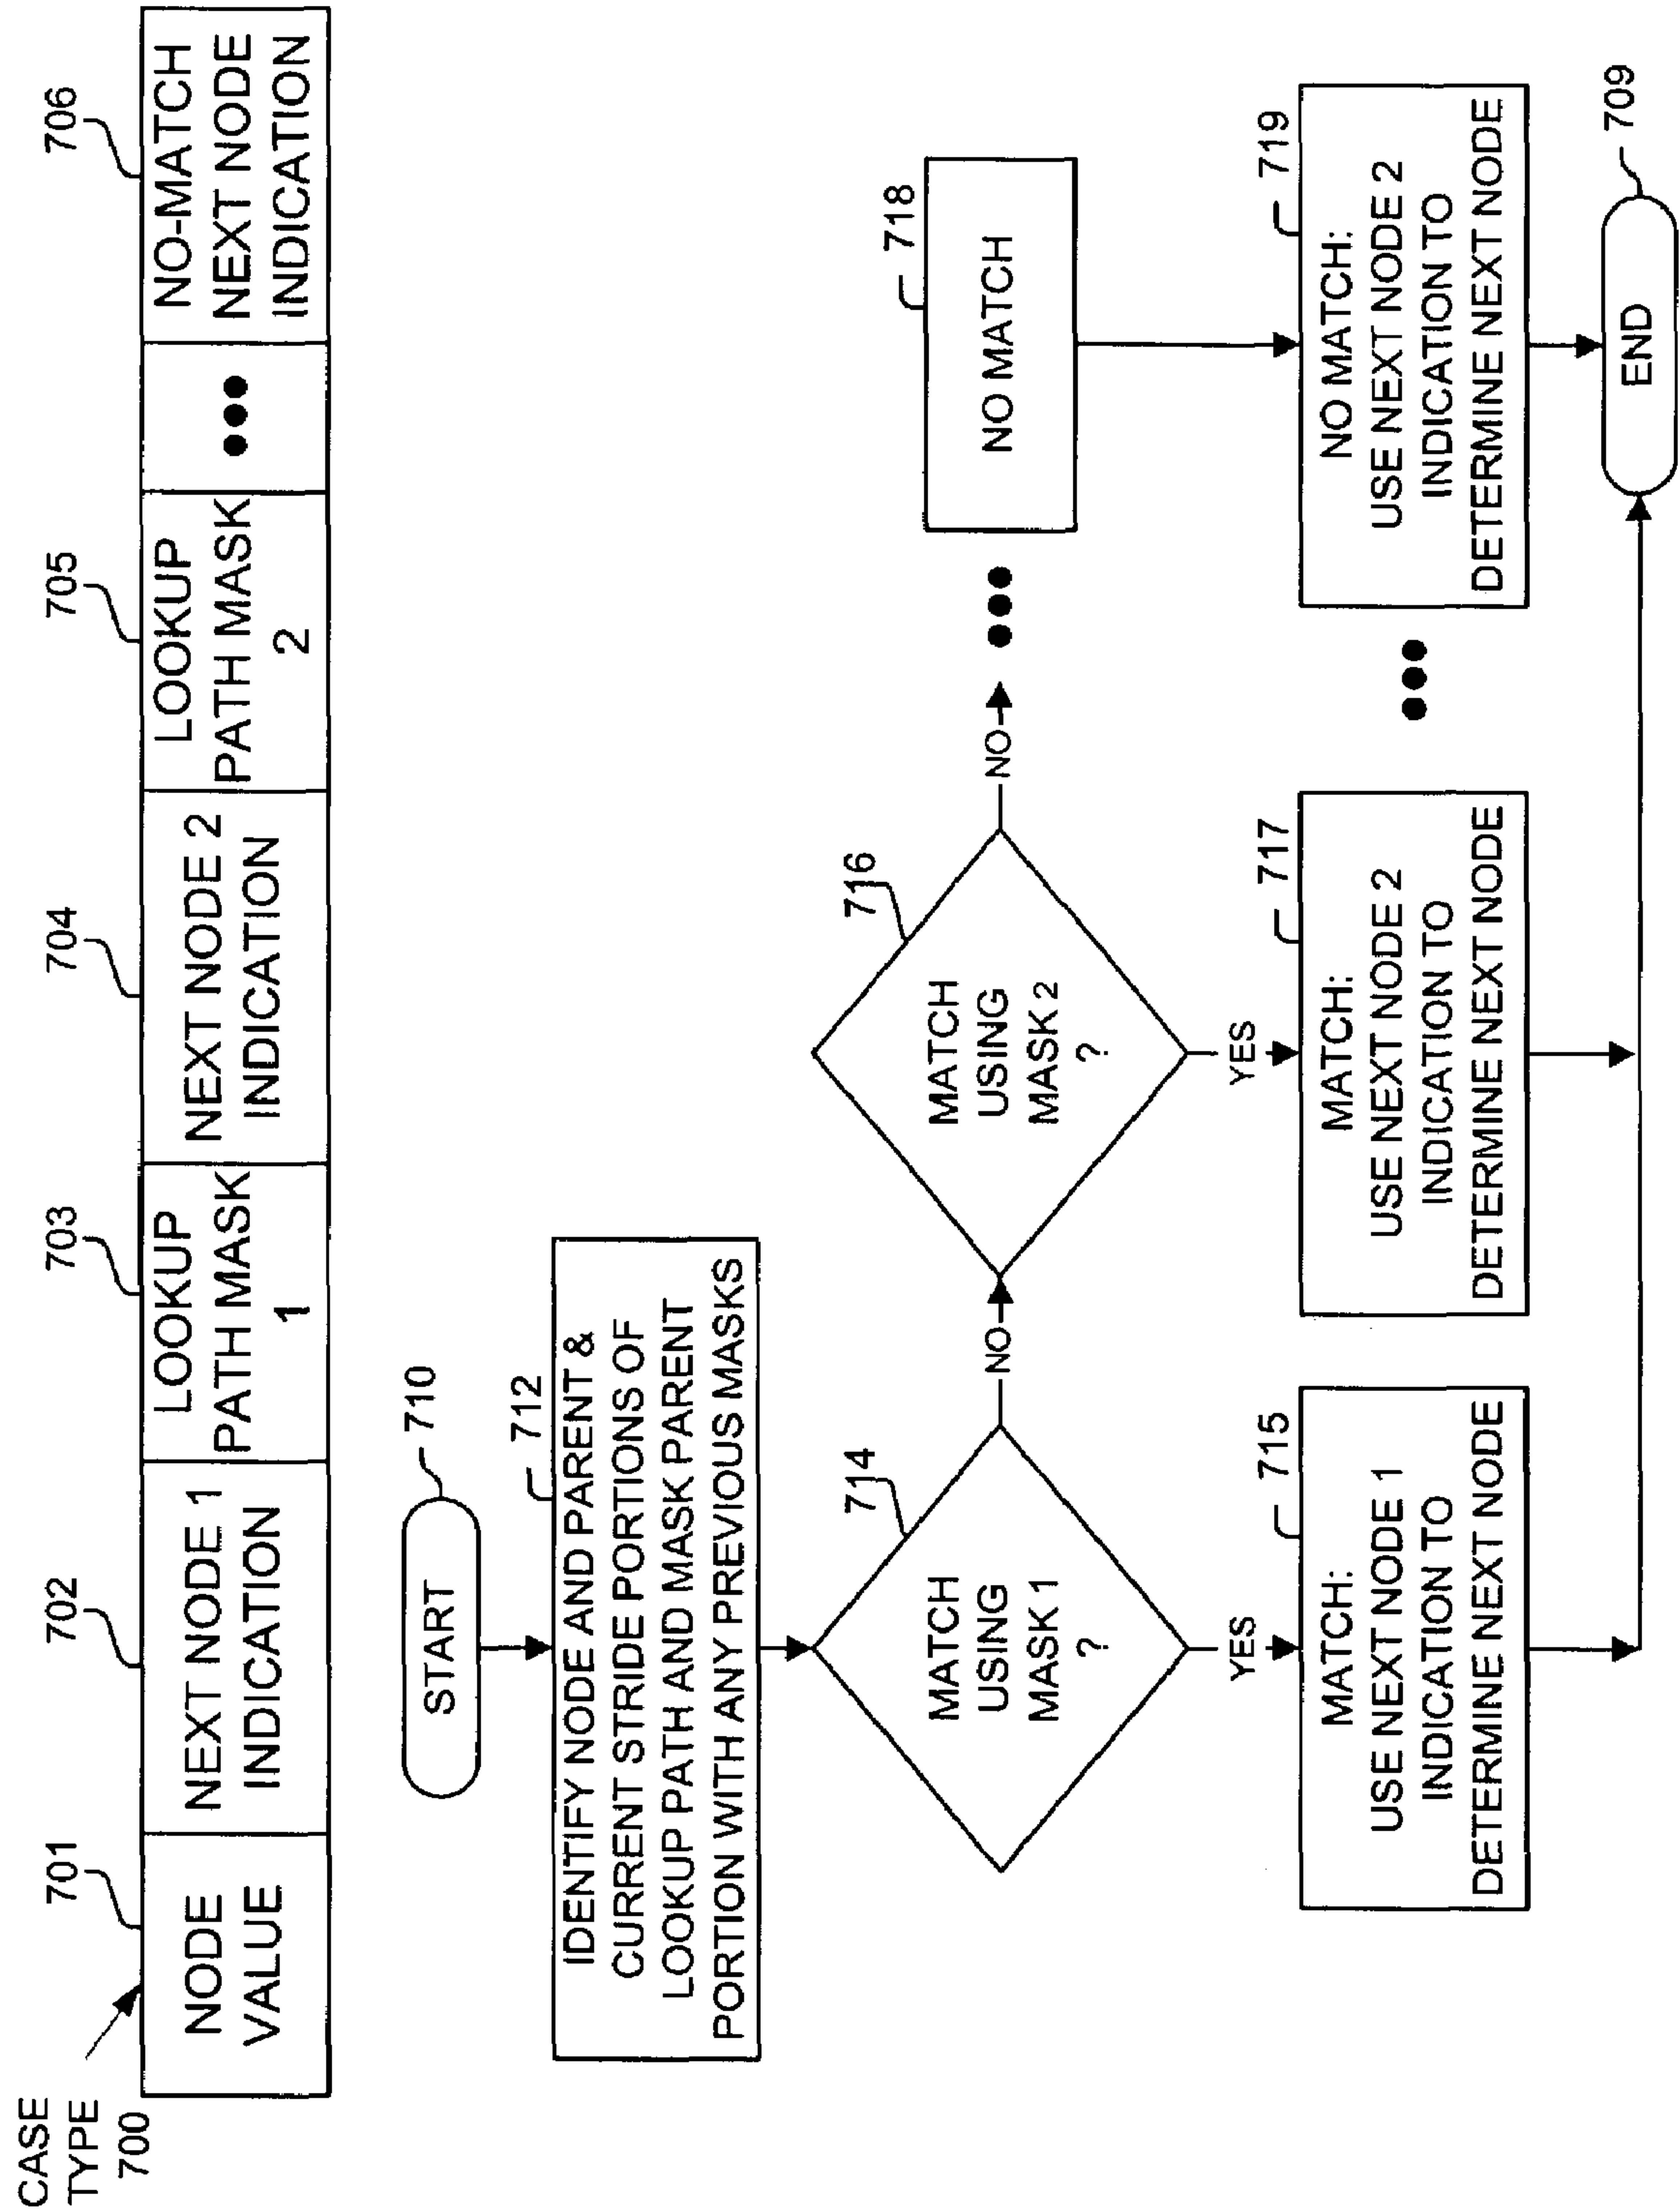 CASE
TYPE
700
701
702
703
704
705
706
NODE
VALUE
NEXT NODE 1
INDICATION
LOOKUP
PATH MASK
1
NEXT NODE 2
INDICATION
LOOKUP
PATH MASK
2
•••
NO-MATCH
NEXT NODE
INDICATION
710
START
712
IDENTIFY NODE AND PARENT &
CURRENT STRIDE PORTIONS OF
LOOKUP PATH AND MASK PARENT
PORTION WITH ANY PREVIOUS MASKS
714
MATCH
USING
MASK 1
?
NO
716
MATCH
USING
MASK 2
?
NO
•••
718
NO MATCH
YES
YES
715
MATCH:
USE NEXT NODE 1
INDICATION TO
DETERMINE NEXT NODE
717
MATCH:
USE NEXT NODE 2
INDICATION TO
DETERMINE NEXT NODE
•••
719
NO MATCH:
USE NEXT NODE 2
INDICATION TO
DETERMINE NEXT NODE
709
END